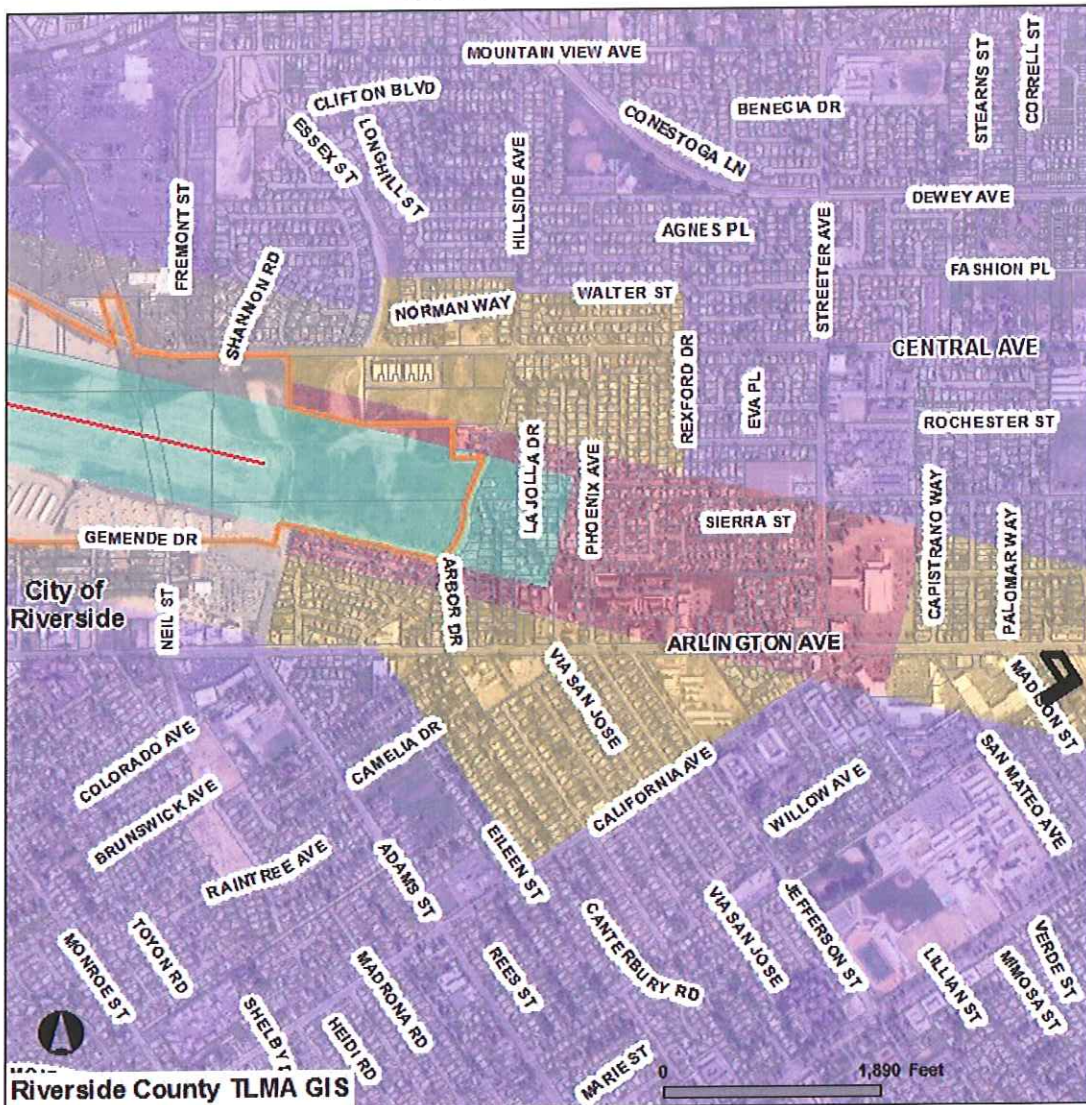 MOUNTAIN VIEW AVE
CLIFTON BLVD
ESSEX ST
LONGHILL ST
HILLSIDE AVE
CONESTOGA LN
BENECIA DR
STEARNS ST
CORRELL ST
DEWEY AVE
AGNES PL
STREETER AVE
FREMONT ST
SHANNON RD
NORMAN WAY
WALTER ST
FASHION PL
REXFORD DR
CENTRAL AVE
EVA PL
ROCHESTER ST
LA JOLLA DR
PHOENIX AVE
SIERRA ST
CAPISTRANO WAY
PALOMAR WAY
GEMENDE DR
City of
Riverside
NEIL ST
ARBOR DR
ARLINGTON AVE
VIA SAN JOSE
MADISON ST
COLORADO AVE
CAMELIA DR
CALIFORNIA AVE
SAN MATEO AVE
BRUNSWICK AVE
WILLOW AVE
RAINTREE AVE
ADAMS ST
EILEEN ST
CANTERBURY RD
VIA SAN JOSE
JEFFERSON ST
TOYON RD
MONROE ST
MADRONA RD
REES ST
LILLIAN ST
MIMOSA ST
VERDE ST
SHELBY
HEIDI RD
MARIE ST
Riverside County TLMA GIS
0 1,890 Feet